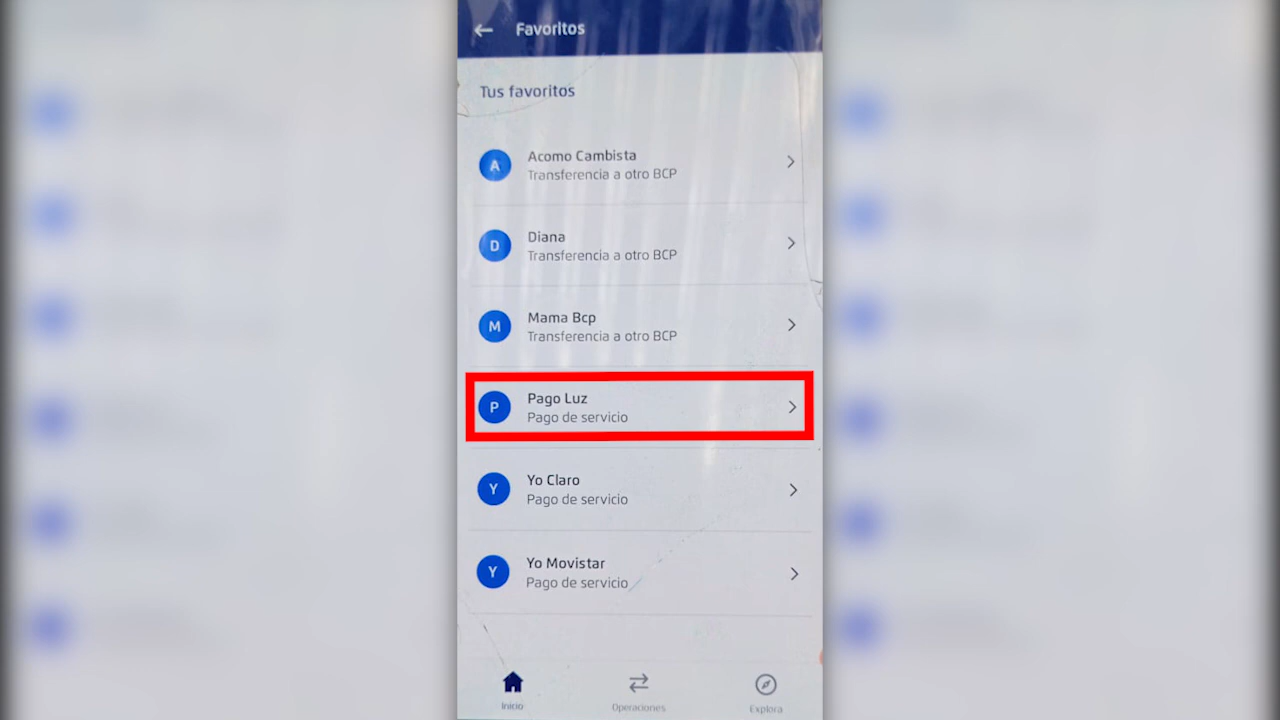 Favoritos
Tus favoritos
A
Acomo Cambista
Transferencia a otro BCP
D
Diana
Transferencia a otro BCP
M
Mama Bcp
Transferencia a otro BCP
P
Pago Luz
Pago de servicio
Y
Yo Claro
Pago de servicio
Y
Yo Movistar
Pago de servicio
Inicio
Operaciones
Explora